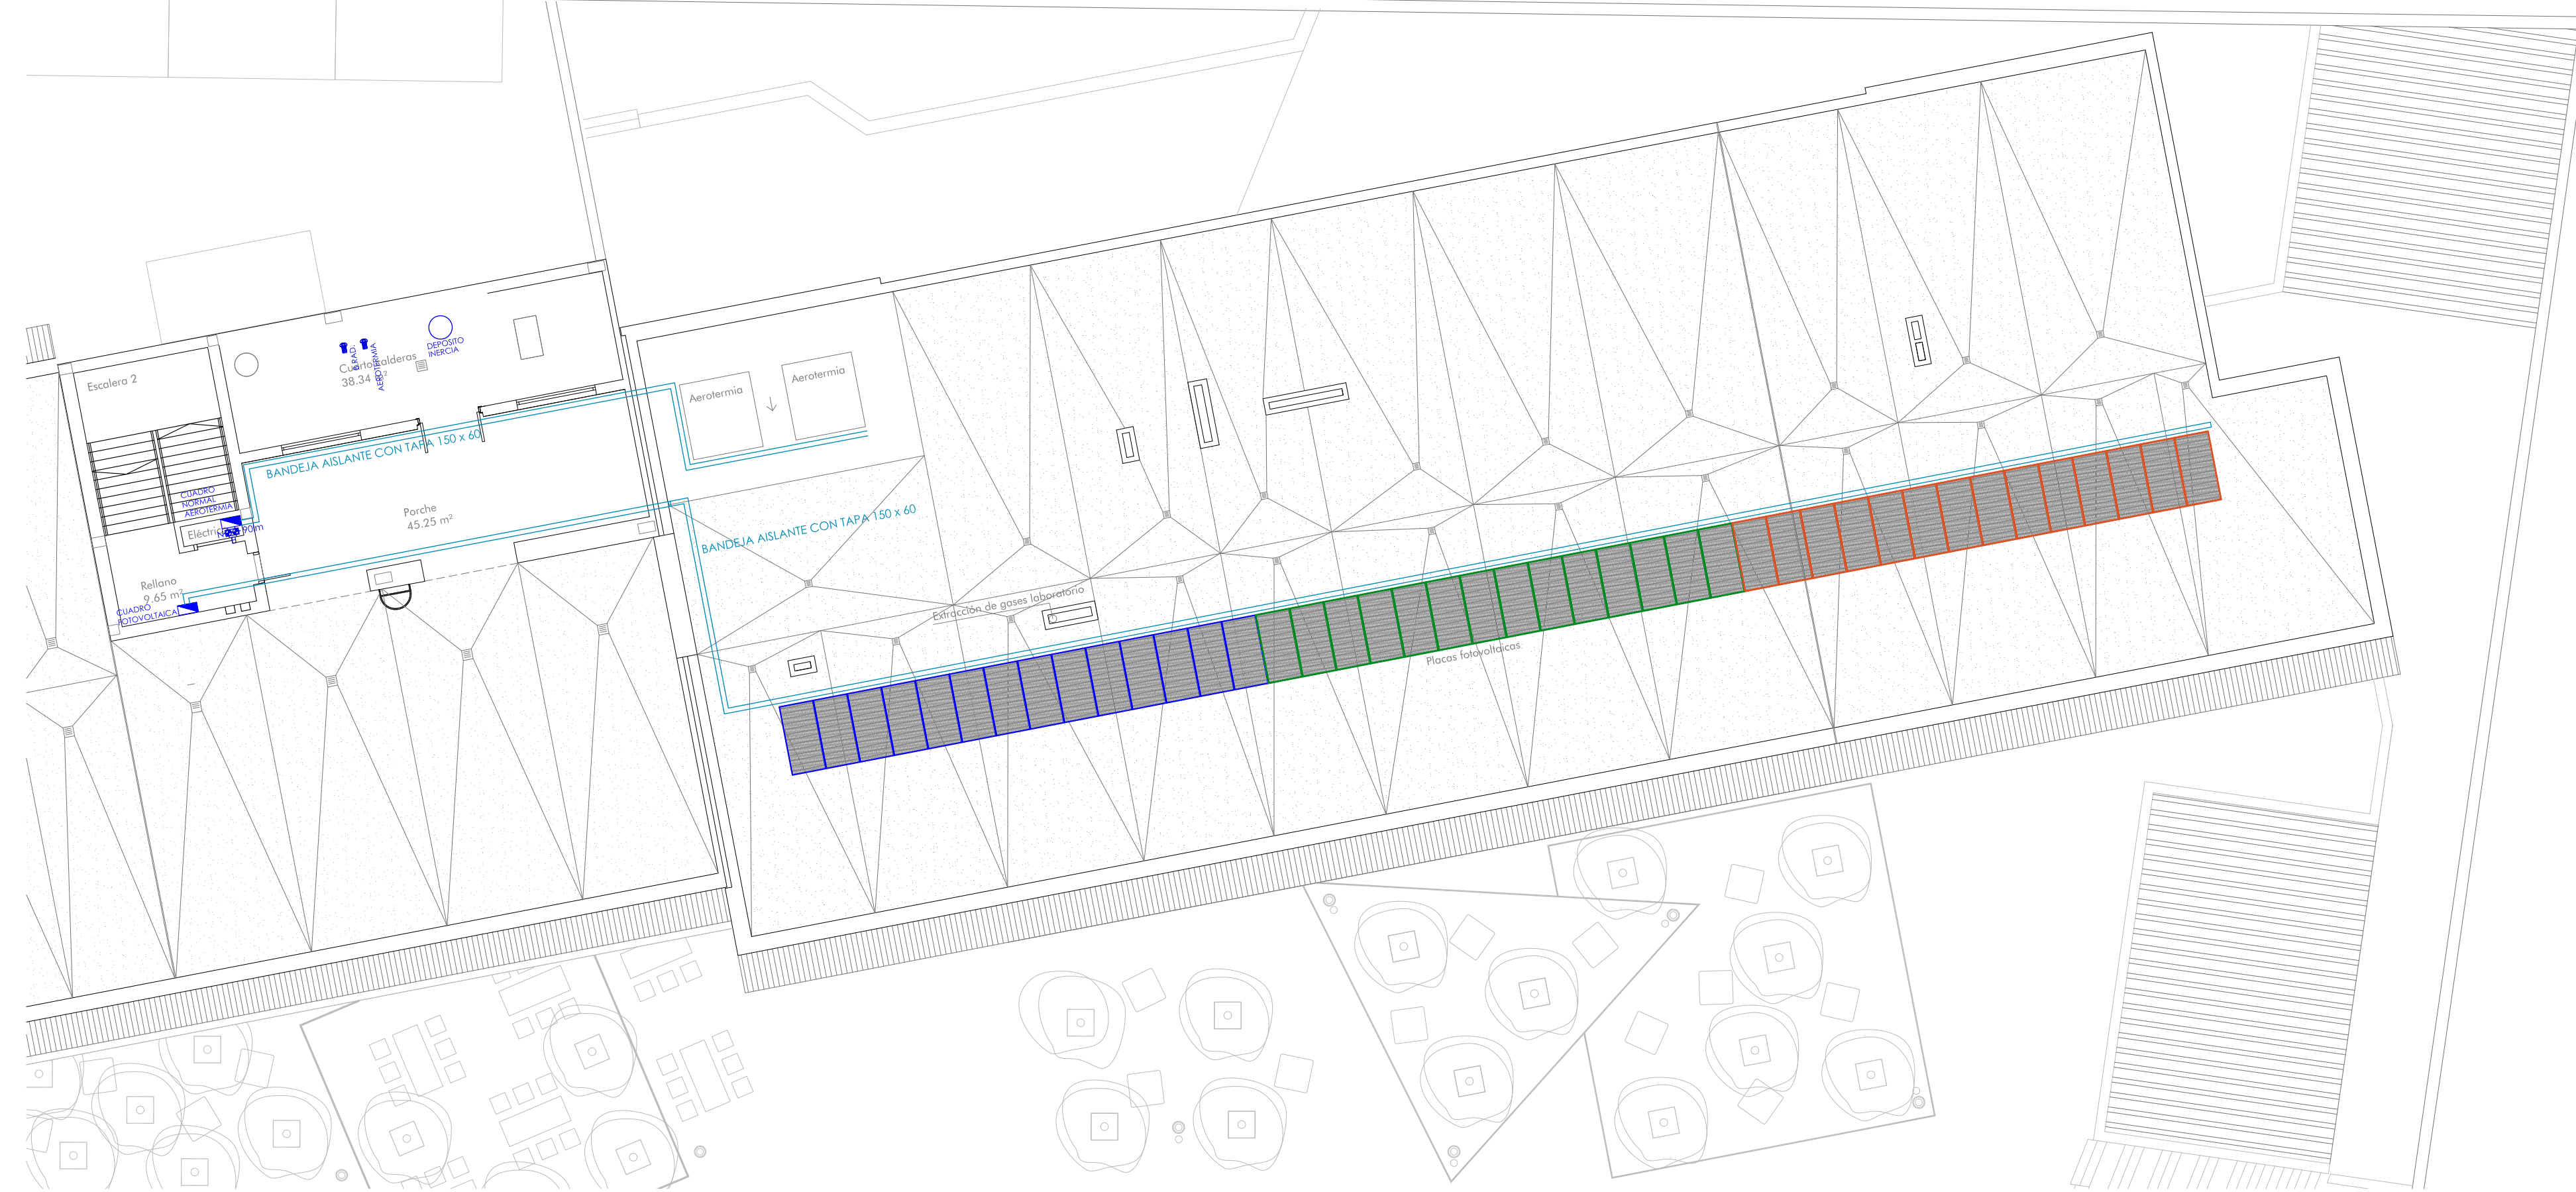 Escalera 2
Cuarto calderas
38.34 m²
B.RAD.
AEROTERMIA
DEPÓSITO
INERCIA
Aerotermia
Aerotermia
BANDEJA AISLANTE CON TAPA 150 x 60
CUADRO
NORMAL
AEROTERMIA
Porche
45.25 m²
BANDEJA AISLANTE CON TAPA 150 x 60
Rellano
9.65 m²
CUADRO
FOTOVOLTAICA
Extracción de gases laboratorio
Placas fotovoltaicas